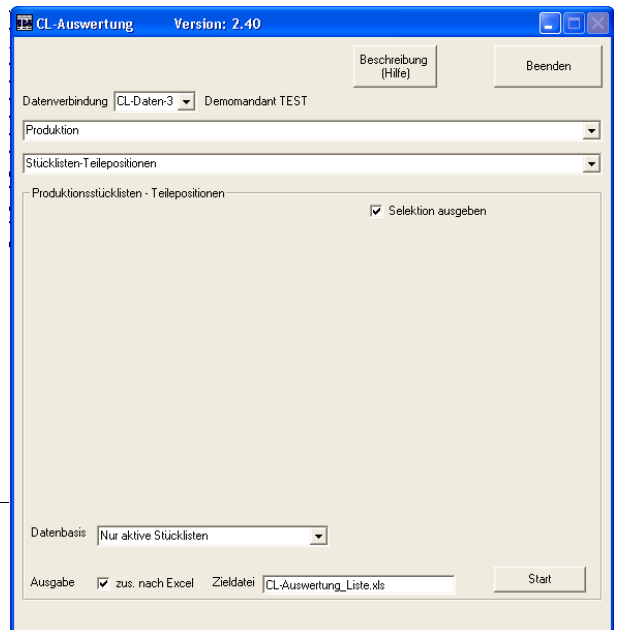 CL-Auswertung Version: 2.40
Beschreibung
(Hilfe)
Beenden
Datenverbindung CL-Daten-3 Demomandant TEST
Produktion
Stücklisten-Teilepositionen
Produktionsstücklisten - Teilepositionen
Selektion ausgeben
Datenbasis Nur aktive Stücklisten
Ausgabe zus. nach Excel Zieldatei CL-Auswertung_Liste.xls Start